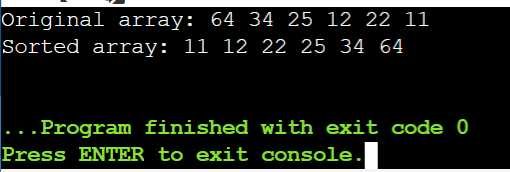 Original array: 64 34 25 12 22 11
Sorted array: 11 12 22 25 34 64
...Program finished with exit code 0
Press ENTER to exit console.